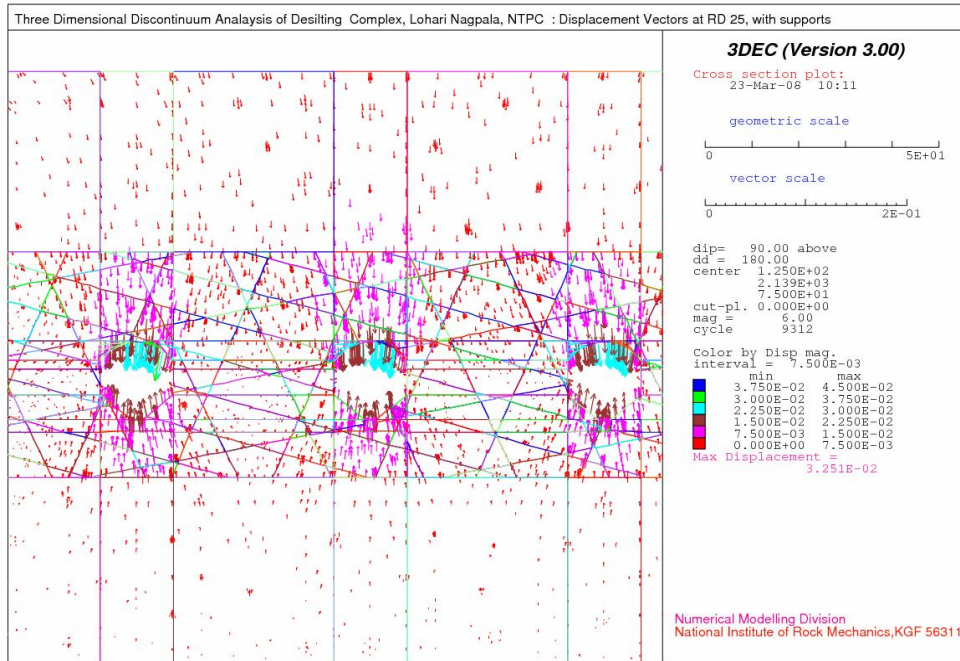 Three Dimensional Discontinuum Analaysis of Desilting Complex, Lohari Nagpala, NTPC : Displacement Vectors at RD 25, with supports
3DEC (Version 3.00)
Cross section plot:
23-Mar-08 10:11
geometric scale
0 5E+01
vector scale
0 2E-01
dip= 90.00 above
dd = 180.00
center 1.250E+02
2.139E+03
7.500E+01
cut-pl. 0.000E+00
mag = 6.00
cycle 9312
Color by Disp mag.
interval = 7.500E-03
min max
3.750E-02 4.500E-02
3.000E-02 3.750E-02
2.250E-02 3.000E-02
1.500E-02 2.250E-02
7.500E-03 1.500E-02
0.000E+00 7.500E-03
Max Displacement =
3.251E-02
Numerical Modelling Division
National Institute of Rock Mechanics,KGF 56311